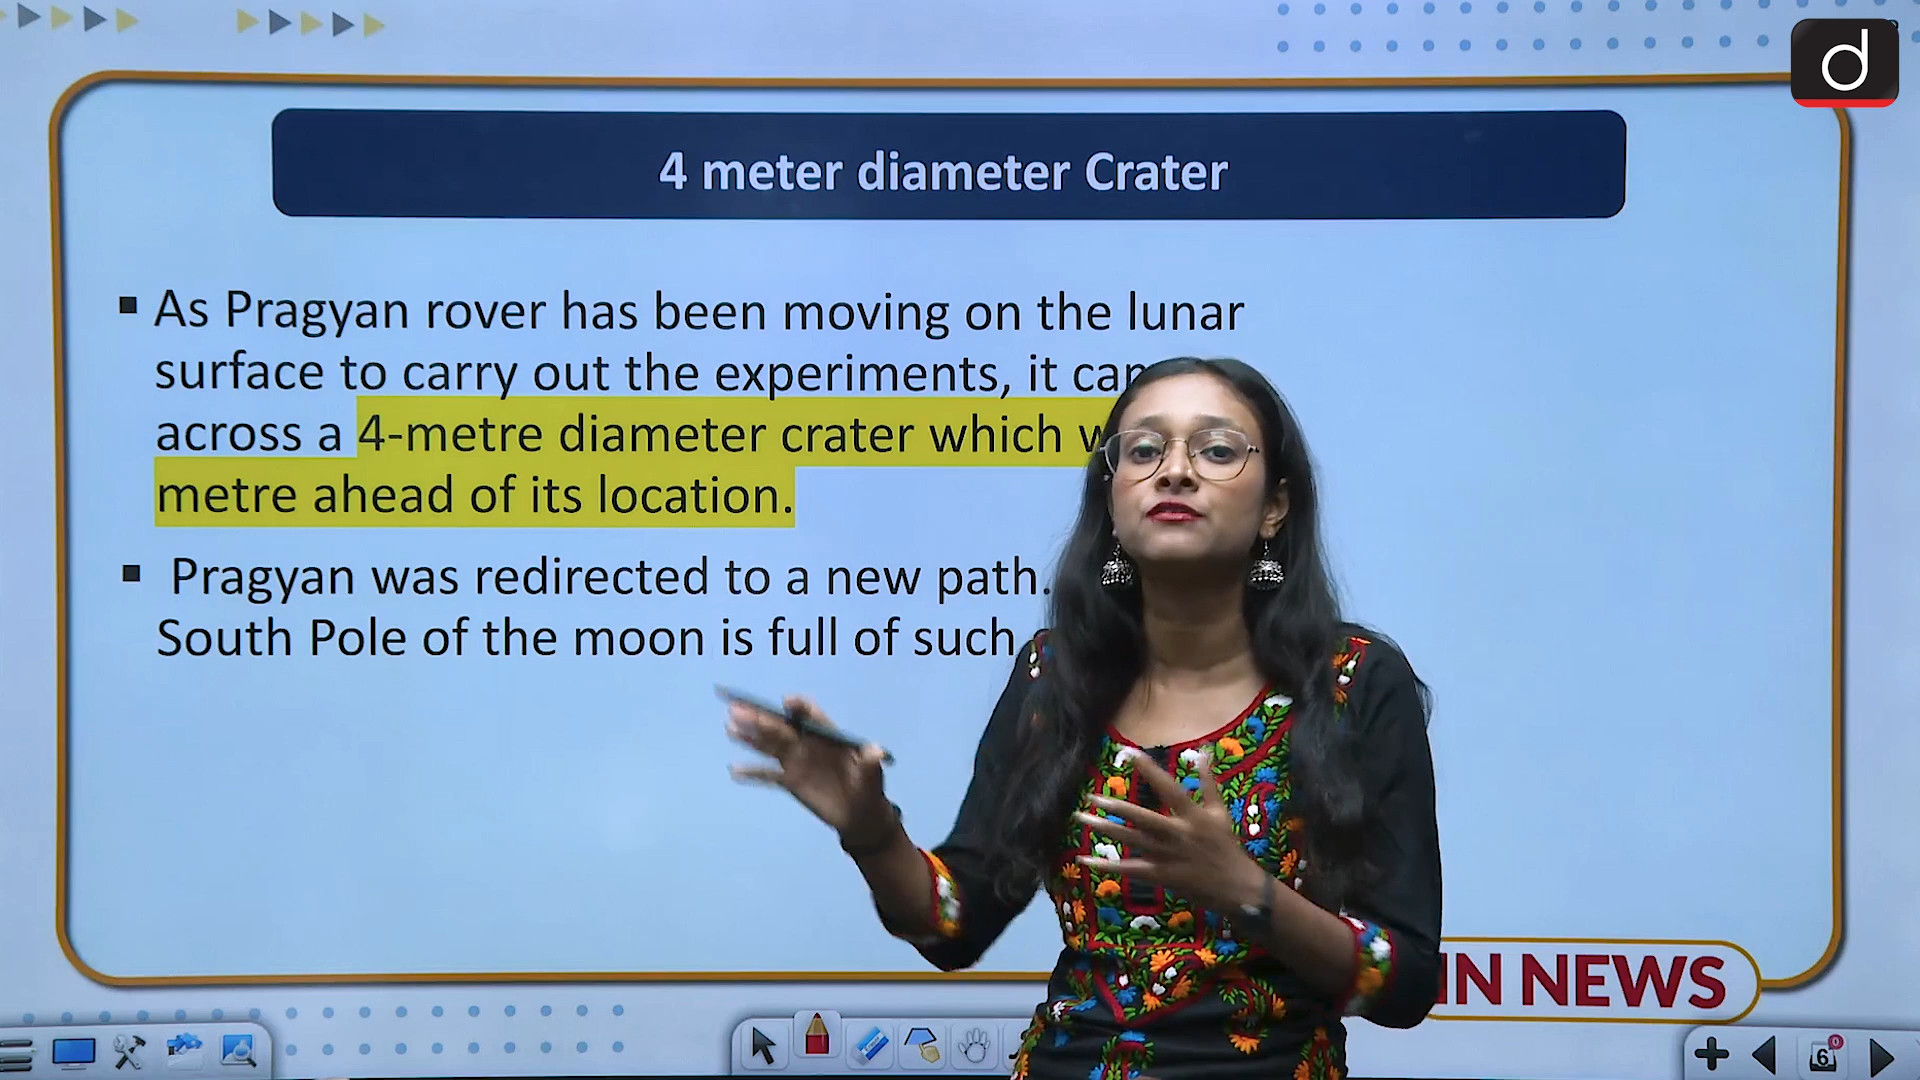 d
4 meter diameter Crater
As Pragyan rover has been moving on the lunar
surface to carry out the experiments, it
across a 4-metre diameter crater which
metre ahead of its location.
Pragyan was redirected to a new path.
South Pole of the moon is full of such
IN NEWS
6
0